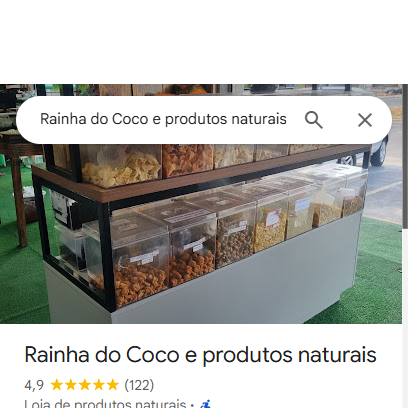 Rainha do Coco e produtos naturais
Rainha do Coco e produtos naturais
4,9 (122)
Loja de produtos naturais ·